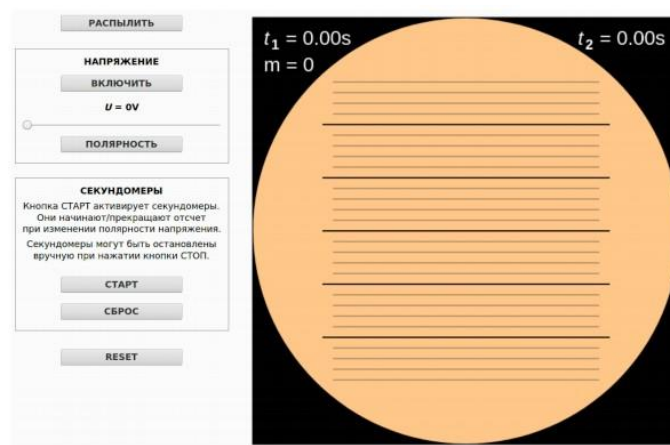 РАСПЫЛИТЬ
НАПРЯЖЕНИЕ
ВКЛЮЧИТЬ
U = 0V
ПОЛЯРНОСТЬ
СЕКУНДОМЕРЫ
Кнопка СТАРТ активирует секундомеры.
Они начинают/прекращают отсчет
при изменении полярности напряжения.
Секундомеры могут быть остановлены
вручную при нажатии кнопки СТОП.
СТАРТ
СБРОС
RESET
t₁ = 0.00s
m = 0
t₂ = 0.00s